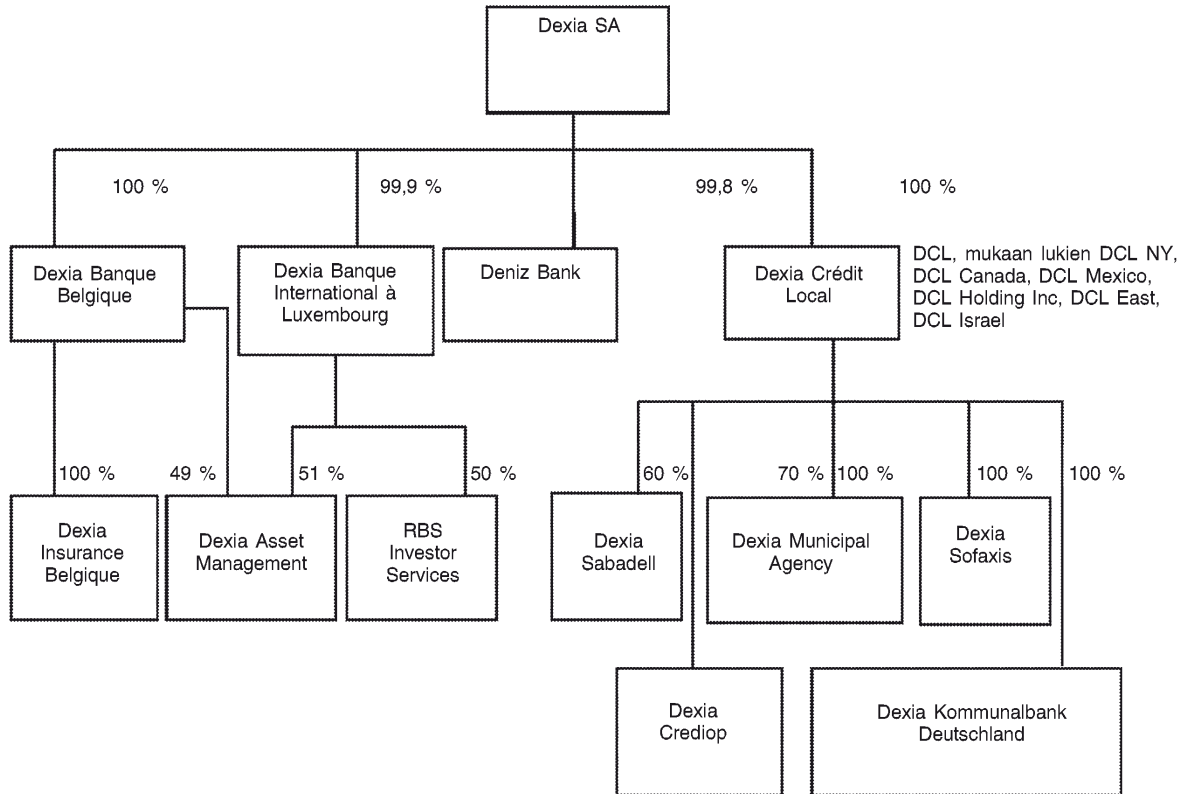 Dexia SA
100 %
99,9 %
99,8 %
100 %
Dexia Banque
Belgique
Dexia Banque
International à
Luxembourg
Deniz Bank
Dexia Crédit
Local
DCL, mukaan lukien DCL NY,
DCL Canada, DCL Mexico,
DCL Holding Inc, DCL East,
DCL Israel
100 %
49 %
51 %
50 %
60 %
70 %
100 %
100 %
100 %
Dexia
Insurance
Belgique
Dexia Asset
Management
RBS
Investor
Services
Dexia
Sabadell
Dexia Municipal
Agency
Dexia
Sofaxis
Dexia
Crediop
Dexia Kommunalbank
Deutschland